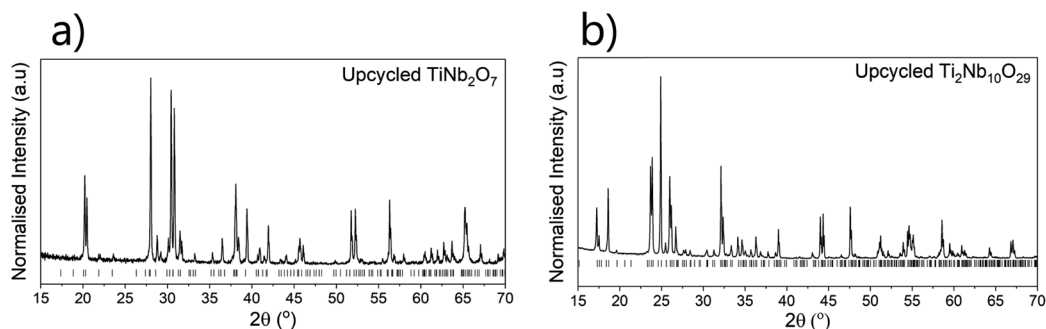 a)
Upcycled TiNb₂O₇
Normalised Intensity (a.u)
15 20 25 30 35 40 45 50 55 60 65 70
2θ (°)
b)
Upcycled Ti₂Nb₁₀O₂₉
Normalised Intensity (a.u)
15 20 25 30 35 40 45 50 55 60 65 70
2θ (°)